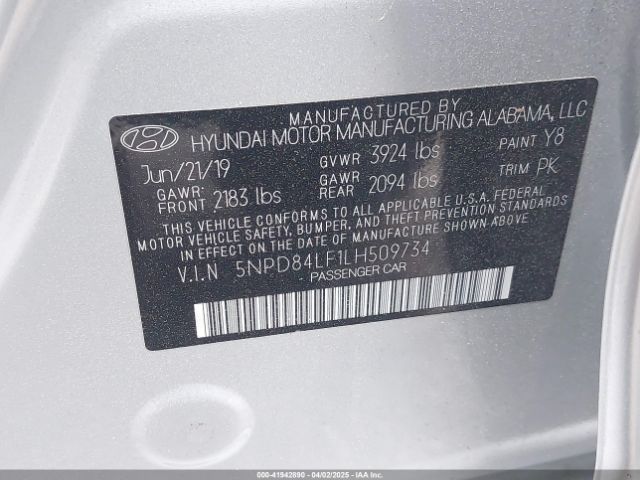 MANUFACTURED BY
HYUNDAI MOTOR MANUFACTURING ALABAMA, LLC
Jun/21/19 GVWR 3924 lbs PAINT Y8
GAWR: FRONT 2183 lbs GAWR REAR 2094 lbs TRIM PK
THIS VEHICLE CONFORMS TO ALL APPLICABLE U.S.A. FEDERAL
MOTOR VEHICLE SAFETY, BUMPER, AND THEFT PREVENTION STANDARDS
IN EFFECT ON THE DATE OF MANUFACTURE SHOWN ABOVE.
V.I.N 5NPD84LF1LH509734
PASSENGER CAR
000-41942890 - 04/02/2025 -